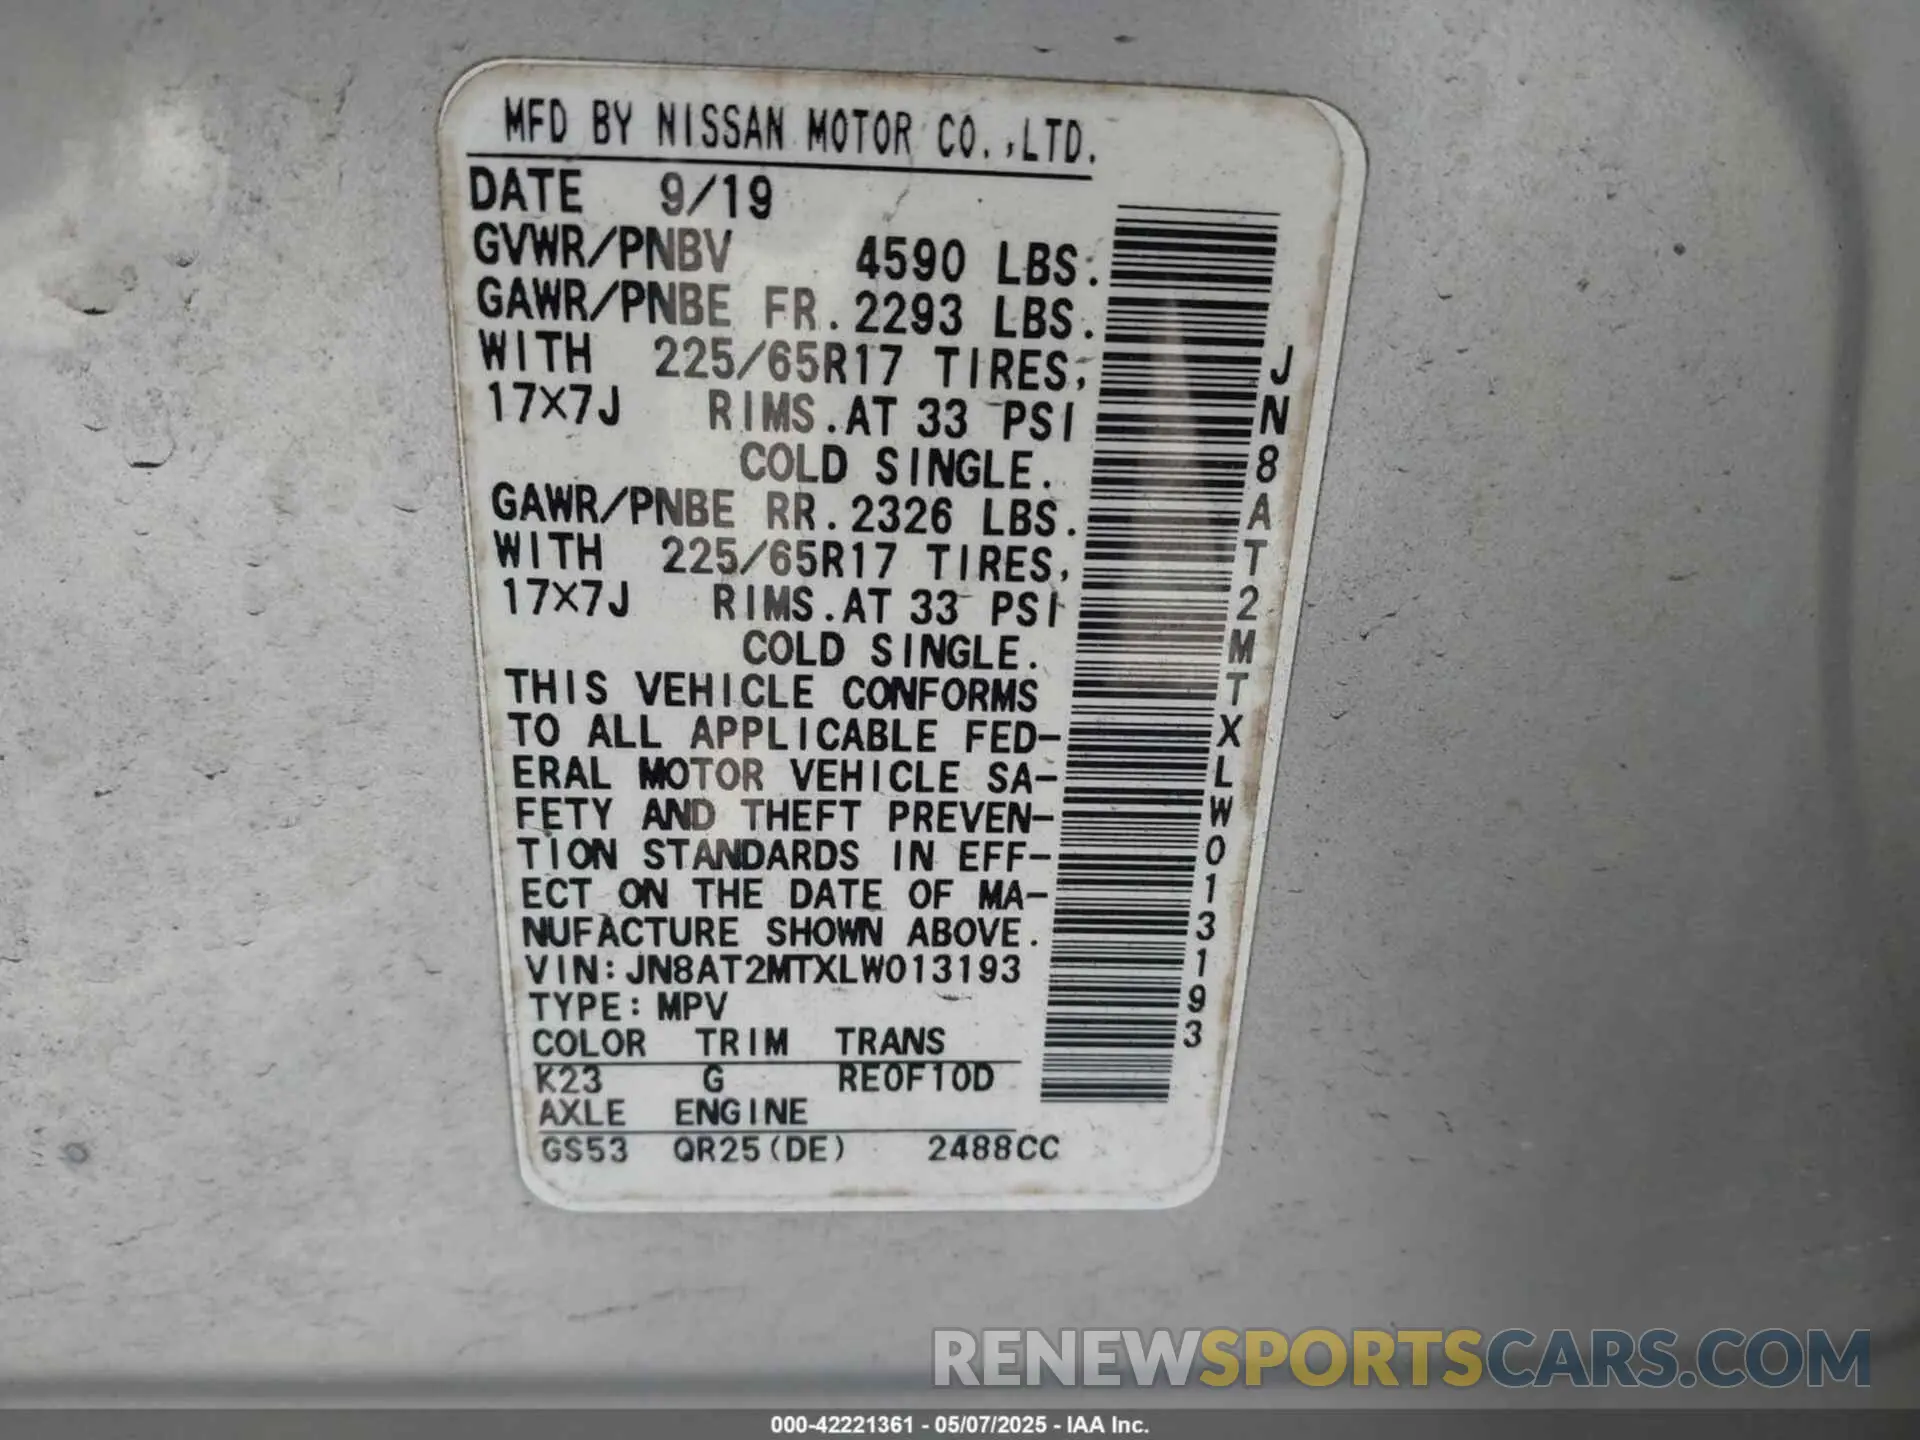 MFD BY NISSAN MOTOR CO.,LTD.
DATE 9/19
GVWR/PNBV 4590 LBS.
GAWR/PNBE FR.2293 LBS.
WITH 225/65R17 TIRES,
17X7J RIMS.AT 33 PSI
COLD SINGLE.
GAWR/PNBE RR.2326 LBS.
WITH 225/65R17 TIRES,
17X7J RIMS.AT 33 PSI
COLD SINGLE.
THIS VEHICLE CONFORMS
TO ALL APPLICABLE FED-
ERAL MOTOR VEHICLE SA-
FETY AND THEFT PREVEN-
TION STANDARDS IN EFF-
ECT ON THE DATE OF MA-
NUFACTURE SHOWN ABOVE.
VIN:JN8AT2MTXLW013193
TYPE:MPV
COLOR TRIM TRANS
K23 G RE0F10D
AXLE ENGINE
GS53 QR25(DE) 2488CC
JN8AT2MTXLW013193
RENEWSPORTSCARS.COM
000-42221361 - 05/07/2025 - IAA Inc.